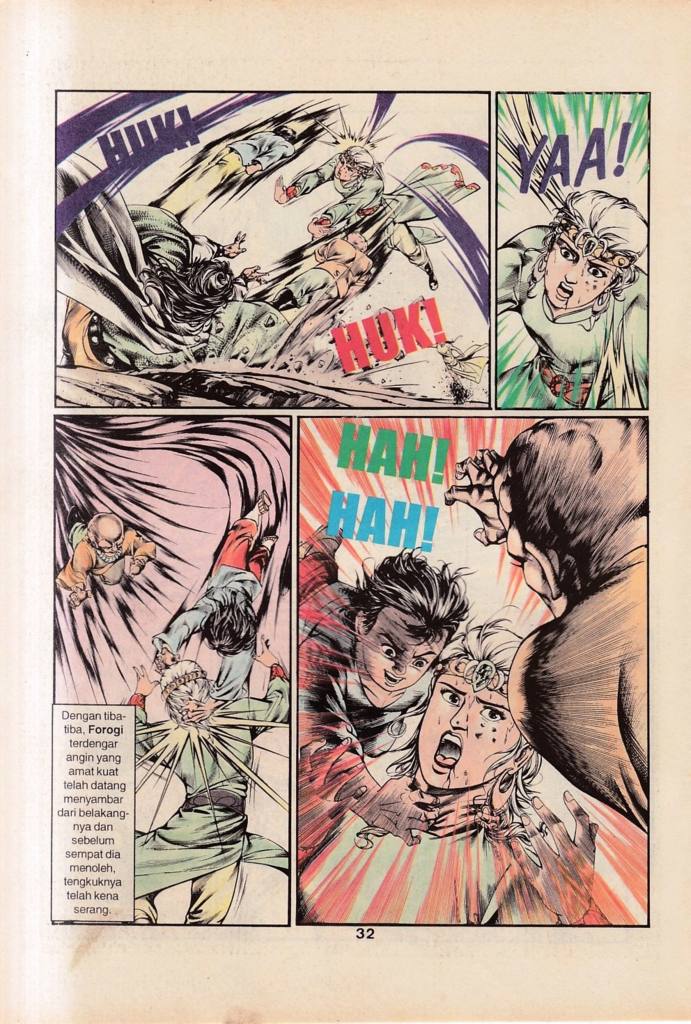 HUK!
HUK!
YAA!
Dengan tiba-
tiba, Forogi
terdengar
angin yang
amat kuat
telah datang
menyambar
dari belakang-
nya dan
sebelum
sempat dia
menoleh,
tengkuknya
telah kena
serang.
HAH!
HAH!
32